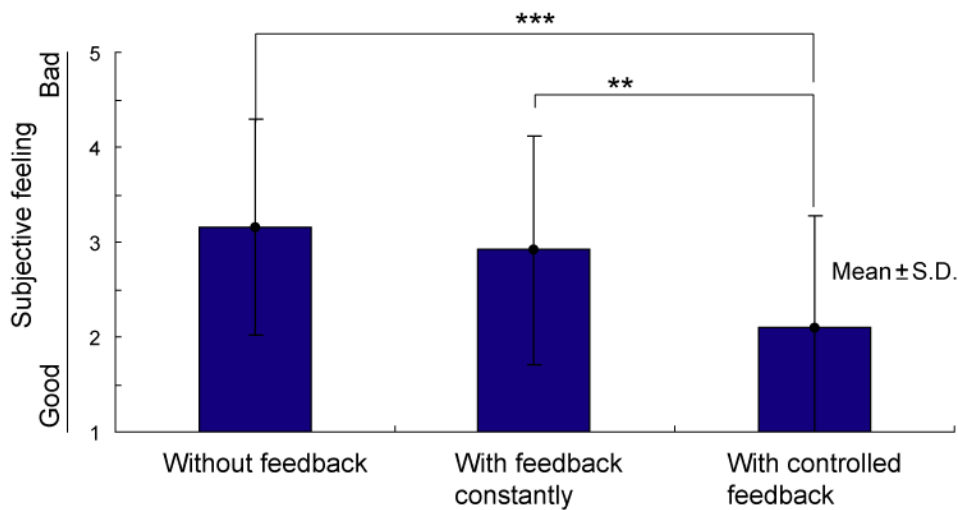 ***
**
5
4
3
2
1
Bad
Subjective feeling
Good
Mean ± S.D.
Without feedback
With feedback
constantly
With controlled
feedback